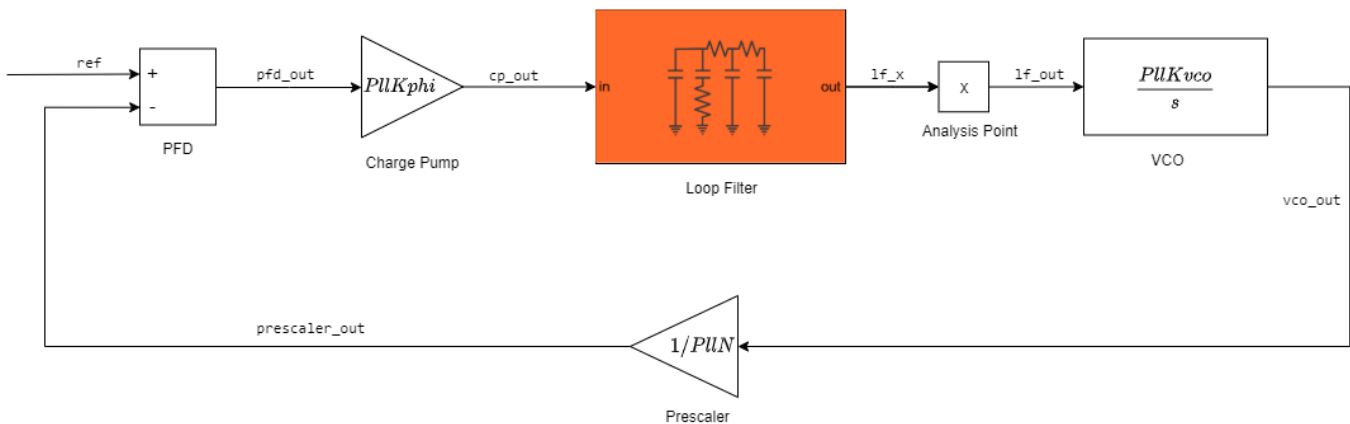 ref
+
-
PFD
pfd_out
PllKphi
Charge Pump
cp_out
in
out
Loop Filter
lf_x
X
Analysis Point
lf_out
PllKvco
s
VCO
vco_out
prescaler_out
1/PllN
Prescaler